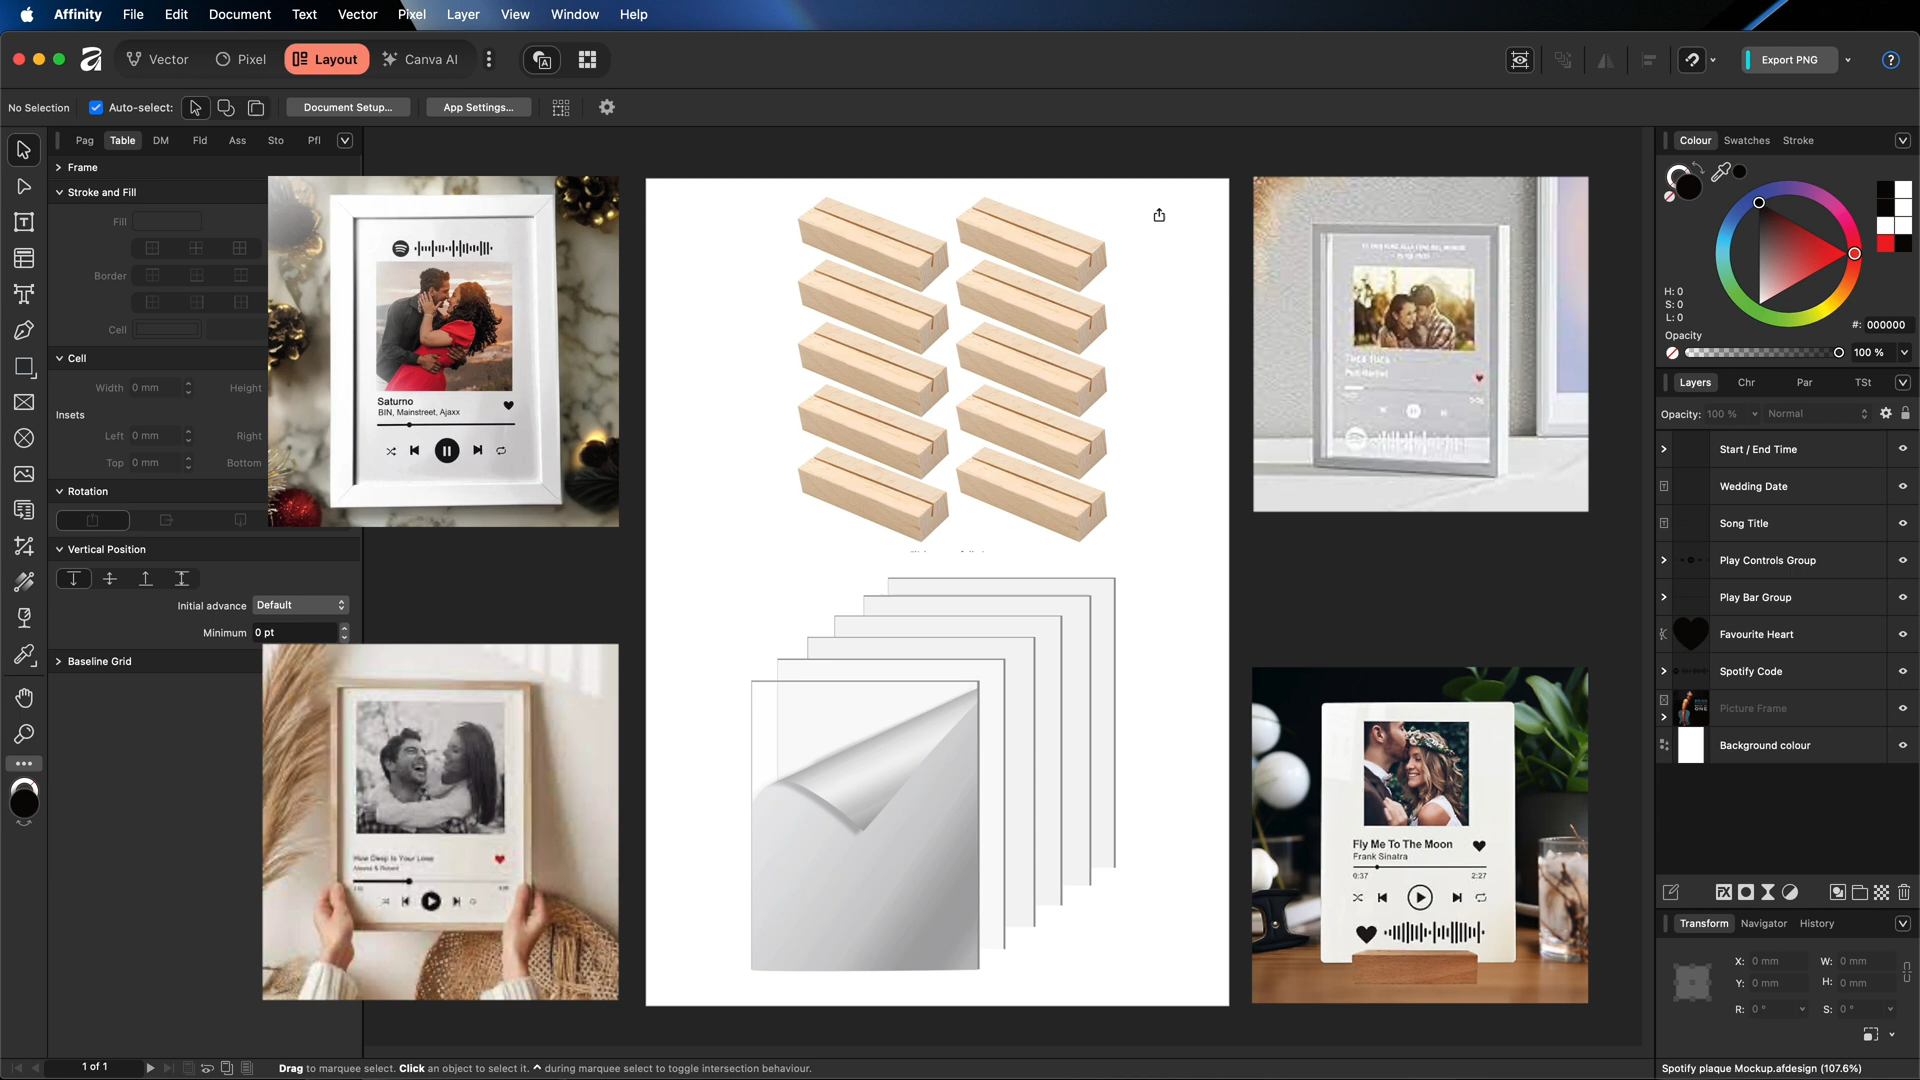 Affinity File Edit Document Text Vector Pixel Layer View Window Help
Vector Pixel Layout Canva AI
Export PNG
No Selection Auto-select: Document Setup... App Settings...
Pag Table DM Fld Ass Sto Pfl
Frame
Stroke and Fill
Fill
Border
Cell
Cell
Width 0 mm Height
Insets
Left 0 mm Right
Top 0 mm Bottom
Rotation
Vertical Position
Initial advance Default
Minimum 0 pt
Baseline Grid
Saturno
BIN, Mainstreet, Ajaxx
How Deep Is Your Love
Fly Me To The Moon
Frank Sinatra
0:37 2:27
Colour Swatches Stroke
H: 0
S: 0
L: 0
#: 000000
Opacity
100 %
Layers Chr Par TSt
Opacity: 100 % Normal
Start / End Time
Wedding Date
Song Title
Play Controls Group
Play Bar Group
Favourite Heart
Spotify Code
Picture Frame
Background colour
Transform Navigator History
X: 0 mm W: 0 mm
Y: 0 mm H: 0 mm
R: 0 ° S: 0 °
1 of 1
Drag to marquee select. Click an object to select it. ⌃ during marquee select to toggle intersection behaviour.
Spotify plaque Mockup.afdesign (107.6%)